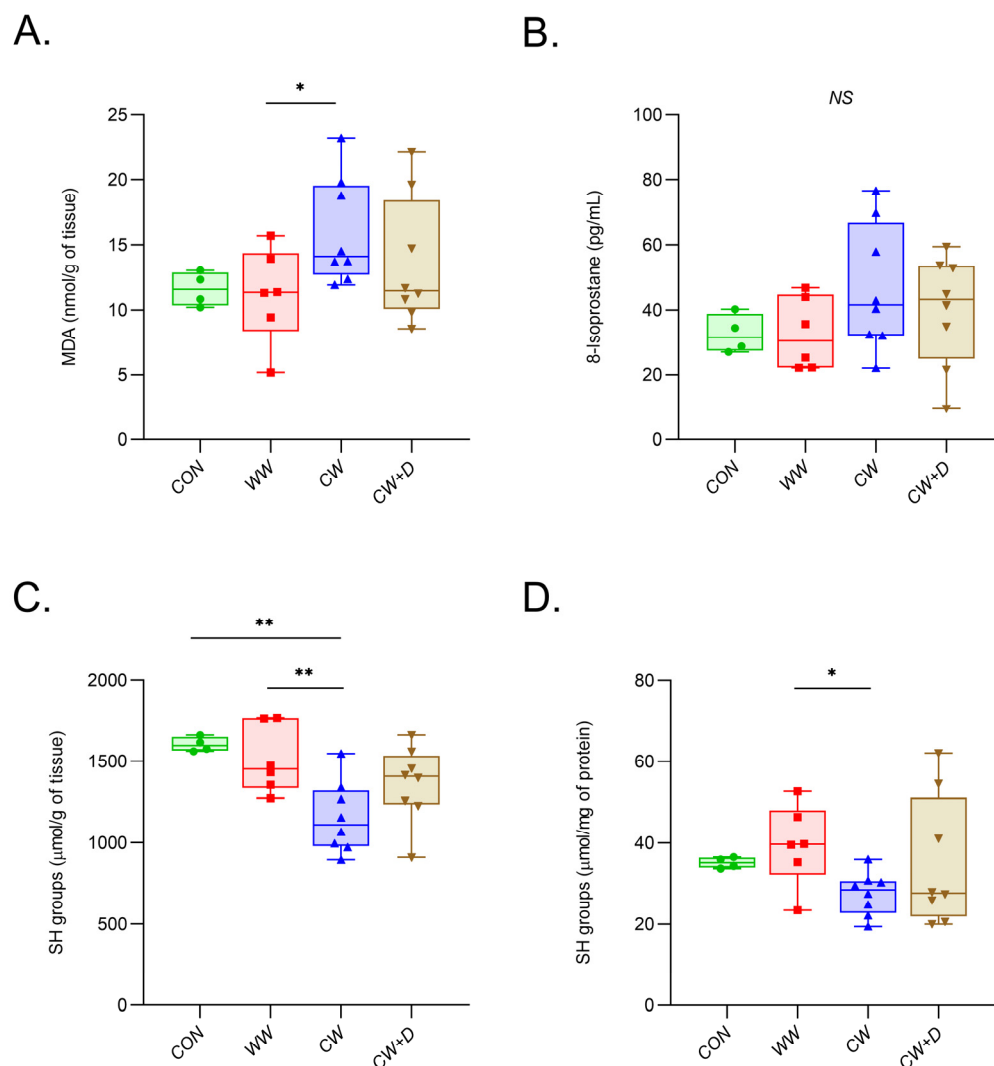 A.
*
MDA (nmol/g of tissue)
25
20
15
10
5
0
CON
WW
CW
CW+D
B.
NS
8-Isoprostane (pg/mL)
100
80
60
40
20
0
CON
WW
CW
CW+D
C.
**
**
SH groups (μmol/g of tissue)
2000
1500
1000
500
0
CON
WW
CW
CW+D
D.
*
SH groups (μmol/mg of protein)
80
60
40
20
0
CON
WW
CW
CW+D